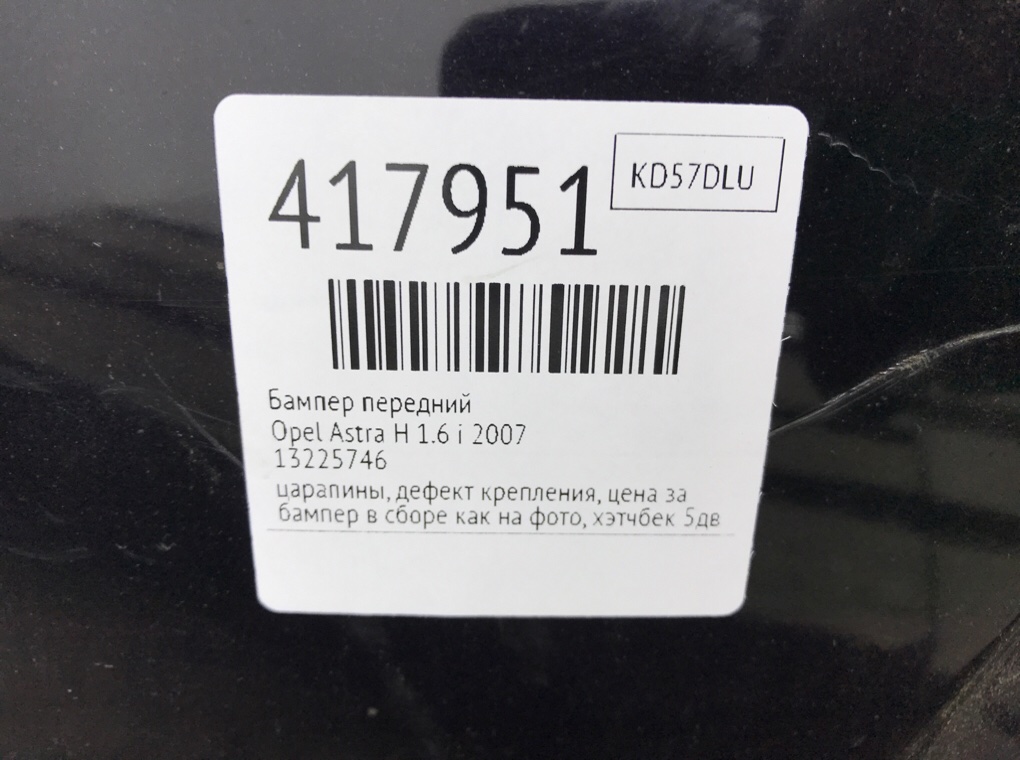 417951
KD57DLU
Бампер передний
Opel Astra H 1.6 i 2007
13225746
царапины, дефект крепления, цена за
бампер в сборе как на фото, хэтчбек 5дв